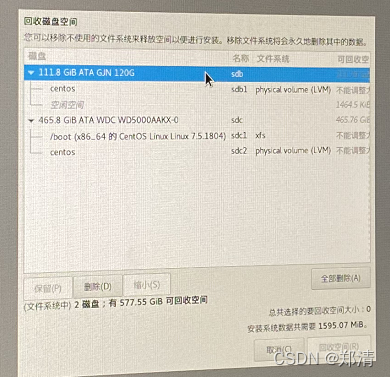 回收磁盘空间
您可以移除不使用的文件系统来释放空间以便进行安装。移除文件系统将会永久地删除其中的数据。
磁盘 名称 文件系统 可回收空
111.8 GiB ATA GJN 120G sdb
centos sdb1 physical volume (LVM) 不能调整大
空闲空间 1464.5 KiB
465.8 GiB ATA WDC WD5000AAKX-0 sdc 465.76 GiB
/boot (x86_64 的 CentOS Linux Linux 7.5.1804) sdc1 xfs 不能调整大
centos sdc2 physical volume (LVM) 不能调整大
保留(P) 删除(D) 缩小(S) 全部删除(A)
(文件系统中) 2 磁盘；有 577.55 GiB 可回收空间
总共选择的要回收空间大小：0
安装系统数据共需要 1595.07 MiB。
取消(C) 回收空间(R)
CSDN @郑清